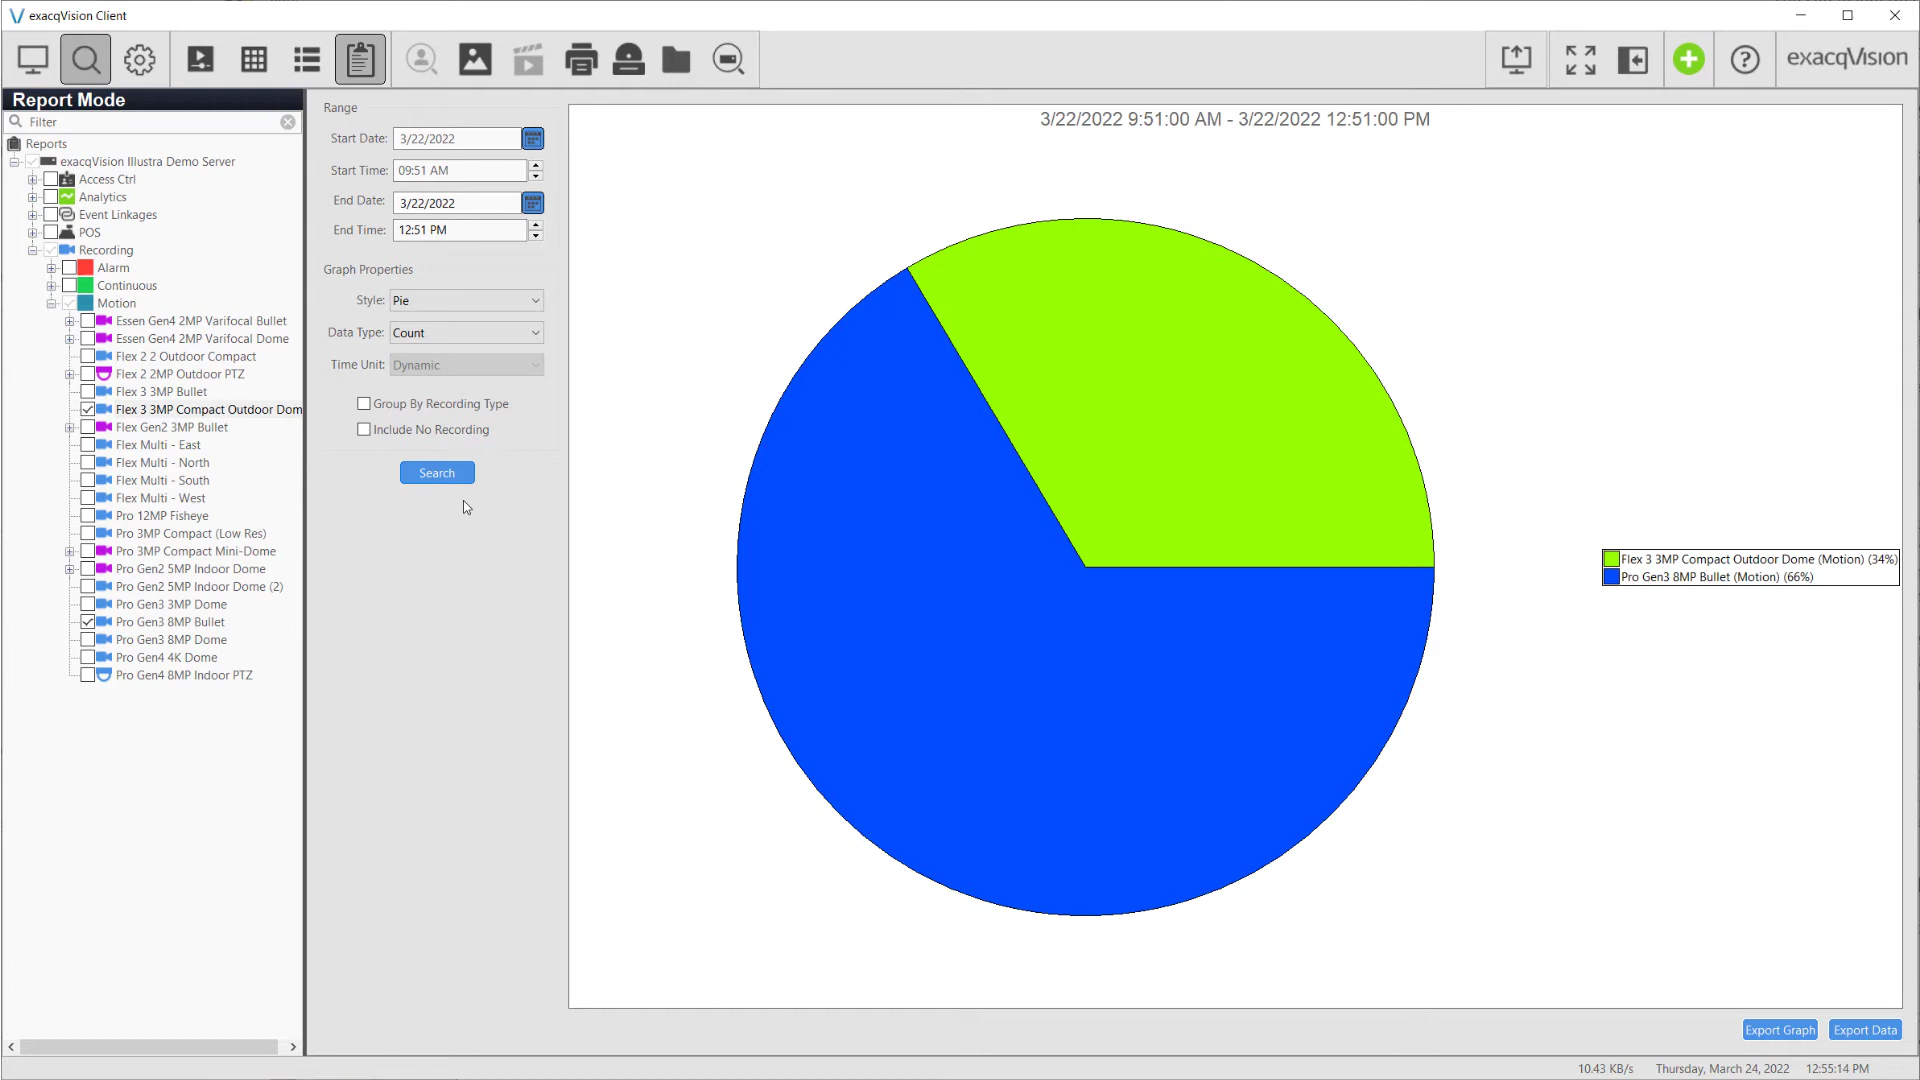 exacqVision Client
exacqVision
Report Mode
Filter
Reports
exacqVision Illustra Demo Server
Access Ctrl
Analytics
Event Linkages
POS
Recording
Alarm
Continuous
Motion
Essen Gen4 2MP Varifocal Bullet
Essen Gen4 2MP Varifocal Dome
Flex 2 2 Outdoor Compact
Flex 2 2MP Outdoor PTZ
Flex 3 3MP Bullet
Flex 3 3MP Compact Outdoor Dom
Flex Gen2 3MP Bullet
Flex Multi - East
Flex Multi - North
Flex Multi - South
Flex Multi - West
Pro 12MP Fisheye
Pro 3MP Compact (Low Res)
Pro 3MP Compact Mini-Dome
Pro Gen2 5MP Indoor Dome
Pro Gen2 5MP Indoor Dome (2)
Pro Gen3 3MP Dome
Pro Gen3 8MP Bullet
Pro Gen3 8MP Dome
Pro Gen4 4K Dome
Pro Gen4 8MP Indoor PTZ
Range
Start Date: 3/22/2022
Start Time: 09:51 AM
End Date: 3/22/2022
End Time: 12:51 PM
Graph Properties
Style: Pie
Data Type: Count
Time Unit: Dynamic
Group By Recording Type
Include No Recording
Search
3/22/2022 9:51:00 AM - 3/22/2022 12:51:00 PM
Flex 3 3MP Compact Outdoor Dome (Motion) (34%)
Pro Gen3 8MP Bullet (Motion) (66%)
Export Graph Export Data
10.43 KB/s Thursday, March 24, 2022 12:55:14 PM